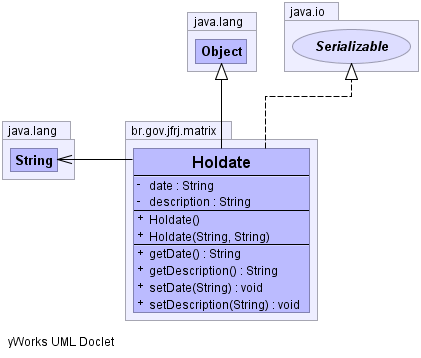 java.lang
Object
java.io
Serializable
java.lang
String
br.gov.jfrj.matrix
Holdate
- date : String
- description : String
+ Holdate()
+ Holdate(String, String)
+ getDate() : String
+ getDescription() : String
+ setDate(String) : void
+ setDescription(String) : void
yWorks UML Doclet